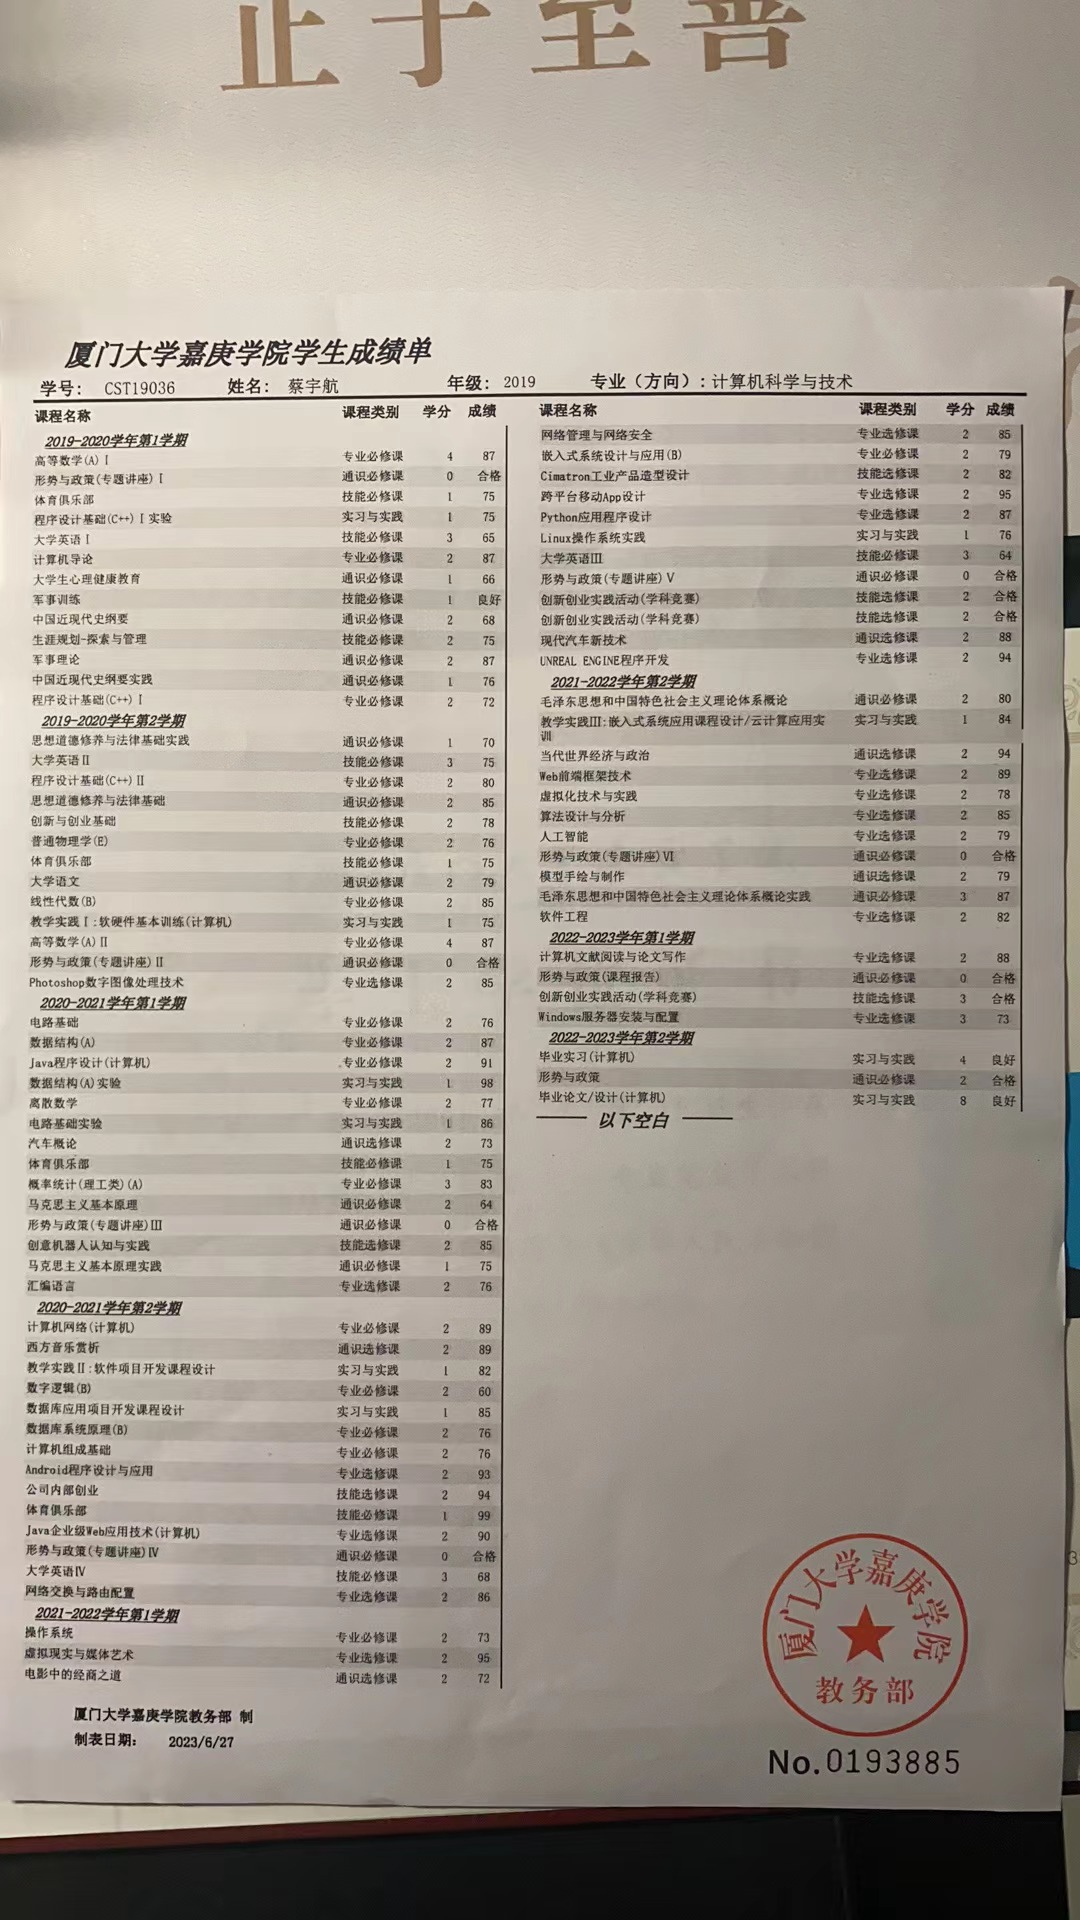 止于至善
厦门大学嘉庚学院学生成绩单
学号: CST19036 姓名: 蔡宇航 年级: 2019 专业（方向）: 计算机科学与技术
课程名称 课程类别 学分 成绩
2019-2020学年第1学期
高等数学(A)Ⅰ 专业必修课 4 87
形势与政策(专题讲座)Ⅰ 通识必修课 0 合格
体育俱乐部 技能必修课 1 75
程序设计基础(C++)Ⅰ实验 实习与实践 1 75
大学英语Ⅰ 技能必修课 3 65
计算机导论 专业必修课 2 87
大学生心理健康教育 通识必修课 1 66
军事训练 技能必修课 1 良好
中国近现代史纲要 通识必修课 2 68
生涯规划-探索与管理 技能必修课 2 75
军事理论 通识必修课 2 87
中国近现代史纲要实践 通识必修课 1 76
程序设计基础(C++)Ⅰ 专业必修课 2 72
2019-2020学年第2学期
思想道德修养与法律基础实践 通识必修课 1 70
大学英语Ⅱ 技能必修课 3 75
程序设计基础(C++)Ⅱ 专业必修课 2 80
思想道德修养与法律基础 通识必修课 2 85
创新与创业基础 技能必修课 2 78
普通物理学(E) 专业必修课 2 76
体育俱乐部 技能必修课 1 75
大学语文 通识必修课 2 79
线性代数(B) 专业必修课 2 85
教学实践Ⅰ:软硬件基本训练(计算机) 实习与实践 1 75
高等数学(A)Ⅱ 专业必修课 4 87
形势与政策(专题讲座)Ⅱ 通识必修课 0 合格
Photoshop数字图像处理技术 专业选修课 2 85
2020-2021学年第1学期
电路基础 专业必修课 2 76
数据结构(A) 专业必修课 2 87
Java程序设计(计算机) 专业必修课 2 91
数据结构(A)实验 实习与实践 1 98
离散数学 专业必修课 2 77
电路基础实验 实习与实践 1 86
汽车概论 通识选修课 2 73
体育俱乐部 技能必修课 1 75
概率统计(理工类)(A) 专业必修课 3 83
马克思主义基本原理 通识必修课 2 64
形势与政策(专题讲座)Ⅲ 通识必修课 0 合格
创意机器人认知与实践 技能选修课 2 85
马克思主义基本原理实践 通识必修课 1 75
汇编语言 专业选修课 2 76
2020-2021学年第2学期
计算机网络(计算机) 专业必修课 2 89
西方音乐赏析 通识选修课 2 89
教学实践Ⅱ:软件项目开发课程设计 实习与实践 1 82
数字逻辑(B) 专业必修课 2 60
数据库应用项目开发课程设计 实习与实践 1 85
数据库系统原理(B) 专业必修课 2 76
计算机组成基础 专业必修课 2 76
Android程序设计与应用 专业选修课 2 93
公司内部创业 技能选修课 2 94
体育俱乐部 技能必修课 1 99
Java企业级Web应用技术(计算机) 专业选修课 2 90
形势与政策(专题讲座)Ⅳ 通识必修课 0 合格
大学英语Ⅳ 技能必修课 3 68
网络交换与路由配置 专业选修课 2 86
2021-2022学年第1学期
操作系统 专业必修课 2 73
虚拟现实与媒体艺术 专业选修课 2 95
电影中的经商之道 通识选修课 2 72
课程名称 课程类别 学分 成绩
网络管理与网络安全 专业选修课 2 85
嵌入式系统设计与应用(B) 专业必修课 2 79
Cimatron工业产品造型设计 技能选修课 2 82
跨平台移动App设计 专业选修课 2 95
Python应用程序设计 专业选修课 2 87
Linux操作系统实践 实习与实践 1 76
大学英语Ⅲ 技能必修课 3 64
形势与政策(专题讲座)Ⅴ 通识必修课 0 合格
创新创业实践活动(学科竞赛) 技能选修课 2 合格
创新创业实践活动(学科竞赛) 技能选修课 2 合格
现代汽车新技术 通识选修课 2 88
UNREAL ENGINE程序开发 专业选修课 2 94
2021-2022学年第2学期
毛泽东思想和中国特色社会主义理论体系概论 通识必修课 2 80
教学实践Ⅲ:嵌入式系统应用课程设计/云计算应用实 实习与实践 1 84
训
当代世界经济与政治 通识选修课 2 94
Web前端框架技术 专业选修课 2 89
虚拟化技术与实践 专业选修课 2 78
算法设计与分析 专业选修课 2 85
人工智能 专业选修课 2 79
形势与政策(专题讲座)Ⅵ 通识必修课 0 合格
模型手绘与制作 通识选修课 2 79
毛泽东思想和中国特色社会主义理论体系概论实践 通识必修课 3 87
软件工程 专业选修课 2 82
2022-2023学年第1学期
计算机文献阅读与论文写作 专业选修课 2 88
形势与政策(课程报告) 通识必修课 0 合格
创新创业实践活动(学科竞赛) 技能选修课 3 合格
Windows服务器安装与配置 专业选修课 3 73
2022-2023学年第2学期
毕业实习(计算机) 实习与实践 4 良好
形势与政策 通识必修课 2 合格
毕业论文/设计(计算机) 实习与实践 8 良好
以下空白
厦门大学嘉庚学院教务部 制
制表日期: 2023/6/27
厦门大学嘉庚学院
教务部
No.0193885